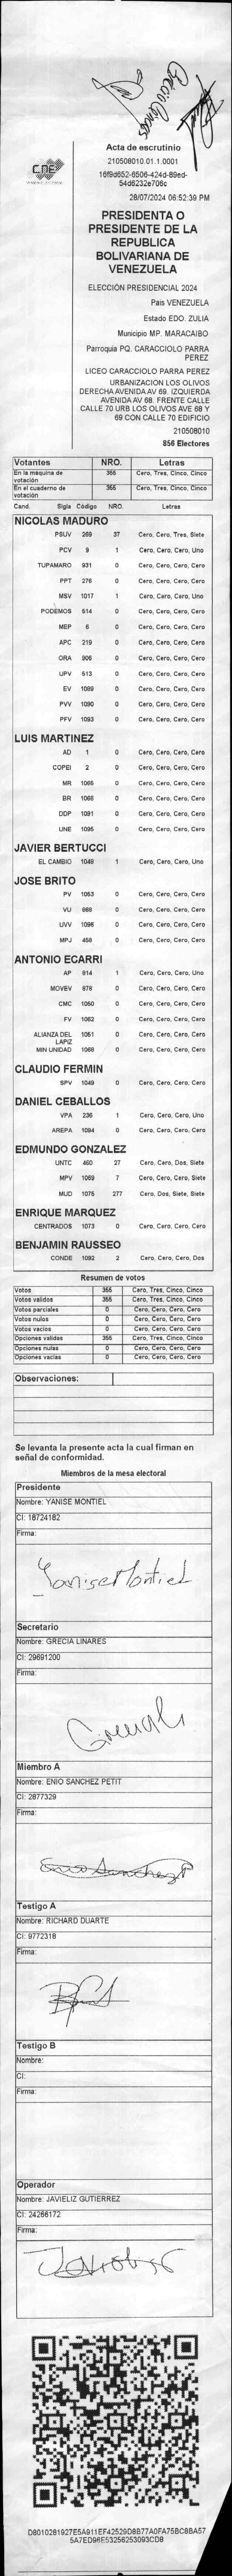 CNE
Acta de escrutinio
210508010.01.1.0001
16f9d652-6506-424d-89ed-
54d6232e706c
28/07/2024 06:52:39 PM
PRESIDENTA O
PRESIDENTE DE LA
REPUBLICA
BOLIVARIANA DE
VENEZUELA
ELECCIÓN PRESIDENCIAL 2024
Pais VENEZUELA
Estado EDO. ZULIA
Municipio MP. MARACAIBO
Parroquia PQ. CARACCIOLO PARRA
PEREZ
LICEO CARACCIOLO PARRA PEREZ
URBANIZACION LOS OLIVOS
DERECHA AVENIDA AV 69. IZQUIERDA
AVENIDA AV 68. FRENTE CALLE
CALLE 70 URB LOS OLIVOS AVE 68 Y
69 CON CALLE 70 EDIFICIO
210508010
856 Electores
Votantes NRO. Letras
En la máquina de votación 355 Cero, Tres, Cinco, Cinco
En el cuaderno de votación 355 Cero, Tres, Cinco, Cinco
Cand. Sigla Código NRO. Letras
NICOLAS MADURO
PSUV 269 37 Cero, Cero, Tres, Siete
PCV 9 1 Cero, Cero, Cero, Uno
TUPAMARO 931 0 Cero, Cero, Cero, Cero
PPT 276 0 Cero, Cero, Cero, Cero
MSV 1017 1 Cero, Cero, Cero, Uno
PODEMOS 514 0 Cero, Cero, Cero, Cero
MEP 6 0 Cero, Cero, Cero, Cero
APC 219 0 Cero, Cero, Cero, Cero
ORA 906 0 Cero, Cero, Cero, Cero
UPV 513 0 Cero, Cero, Cero, Cero
EV 1089 0 Cero, Cero, Cero, Cero
PVV 1090 0 Cero, Cero, Cero, Cero
PFV 1093 0 Cero, Cero, Cero, Cero
LUIS MARTINEZ
AD 1 0 Cero, Cero, Cero, Cero
COPEI 2 0 Cero, Cero, Cero, Cero
MR 1065 0 Cero, Cero, Cero, Cero
BR 1066 0 Cero, Cero, Cero, Cero
DDP 1091 0 Cero, Cero, Cero, Cero
UNE 1095 0 Cero, Cero, Cero, Cero
JAVIER BERTUCCI
EL CAMBIO 1048 1 Cero, Cero, Cero, Uno
JOSE BRITO
PV 1053 0 Cero, Cero, Cero, Cero
VU 868 0 Cero, Cero, Cero, Cero
UVV 1096 0 Cero, Cero, Cero, Cero
MPJ 458 0 Cero, Cero, Cero, Cero
ANTONIO ECARRI
AP 814 1 Cero, Cero, Cero, Uno
MOVEV 878 0 Cero, Cero, Cero, Cero
CMC 1050 0 Cero, Cero, Cero, Cero
FV 1062 0 Cero, Cero, Cero, Cero
ALIANZA DEL LAPIZ 1051 0 Cero, Cero, Cero, Cero
MIN UNIDAD 1068 0 Cero, Cero, Cero, Cero
CLAUDIO FERMIN
SPV 1049 0 Cero, Cero, Cero, Cero
DANIEL CEBALLOS
VPA 236 1 Cero, Cero, Cero, Uno
AREPA 1094 0 Cero, Cero, Cero, Cero
EDMUNDO GONZALEZ
UNTC 460 27 Cero, Cero, Dos, Siete
MPV 1069 7 Cero, Cero, Cero, Siete
MUD 1075 277 Cero, Dos, Siete, Siete
ENRIQUE MARQUEZ
CENTRADOS 1073 0 Cero, Cero, Cero, Cero
BENJAMIN RAUSSEO
CONDE 1092 2 Cero, Cero, Cero, Dos
Resumen de votos
Votos 355 Cero, Tres, Cinco, Cinco
Votos validos 355 Cero, Tres, Cinco, Cinco
Votos parciales 0 Cero, Cero, Cero, Cero
Votos nulos 0 Cero, Cero, Cero, Cero
Votos vacios 0 Cero, Cero, Cero, Cero
Opciones validas 355 Cero, Tres, Cinco, Cinco
Opciones nulas 0 Cero, Cero, Cero, Cero
Opciones vacias 0 Cero, Cero, Cero, Cero
Observaciones:
Se levanta la presente acta la cual firman en
señal de conformidad.
Miembros de la mesa electoral
Presidente
Nombre: YANISE MONTIEL
CI: 18724182
Firma:
Yanise Montiel
Secretario
Nombre: GRECIA LINARES
CI: 29691200
Firma:
Miembro A
Nombre: ENIO SANCHEZ PETIT
CI: 2877329
Firma:
Enio Sanchez P
Testigo A
Nombre: RICHARD DUARTE
CI: 9772318
Firma:
Testigo B
Nombre:
CI:
Firma:
Operador
Nombre: JAVIELIZ GUTIERREZ
CI: 24266172
Firma:
D8010281927E5A911EF42529D8B77A0FA75BC8BA57
5A7ED98E53256253093CD8